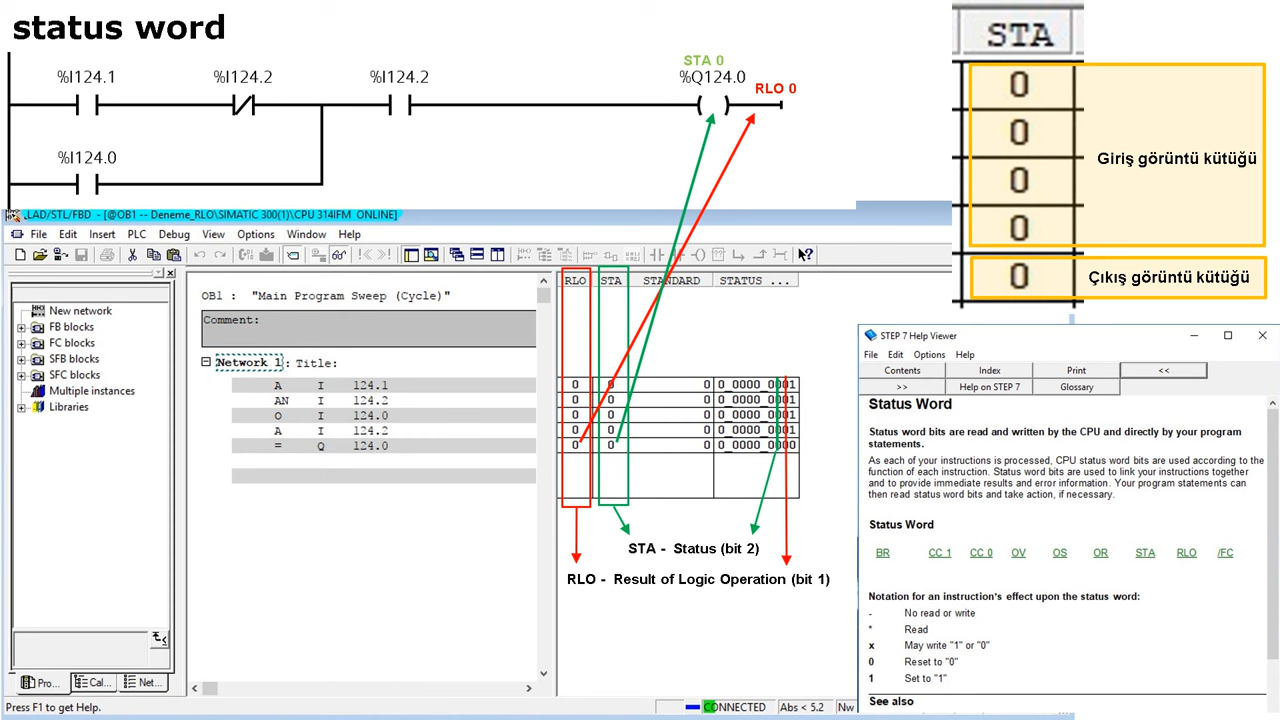 status word
STA 0
%I124.1 %I124.2 %I124.2 %Q124.0
RLO 0
%I124.0
STA
0
0
0
0
0
Giriş görüntü kütüğü
Çıkış görüntü kütüğü
LAD/STL/FBD - [@OB1 -- Deneme_RLO\SIMATIC 300(1)\CPU 314IFM ONLINE]
File Edit Insert PLC Debug View Options Window Help
New network
FB blocks
FC blocks
SFB blocks
SFC blocks
Multiple instances
Libraries
Pro... Cal... Net...
OB1 : "Main Program Sweep (Cycle)"
Comment:
Network 1: Title:
A I 124.1
AN I 124.2
O I 124.0
A I 124.2
= Q 124.0
RLO STA STANDARD STATUS ...
0 0 0 0_0000_0001
0 0 0 0_0000_0001
0 0 0 0_0000_0001
0 0 0 0_0000_0001
0 0 0 0_0000_0000
STA - Status (bit 2)
RLO - Result of Logic Operation (bit 1)
STEP 7 Help Viewer
File Edit Options Help
Contents Index Print <<
>> Help on STEP 7 Glossary
Status Word
Status word bits are read and written by the CPU and directly by your program
statements.
As each of your instructions is processed, CPU status word bits are used according to the
function of each instruction. Status word bits are used to link your instructions together
and to provide immediate results and error information. Your program statements can
then read status word bits and take action, if necessary.
Status Word
BR CC 1 CC 0 OV OS OR STA RLO /FC
Notation for an instruction's effect upon the status word:
- No read or write
* Read
x May write "1" or "0"
0 Reset to "0"
1 Set to "1"
See also
Press F1 to get Help.
CONNECTED Abs < 5.2 Nw